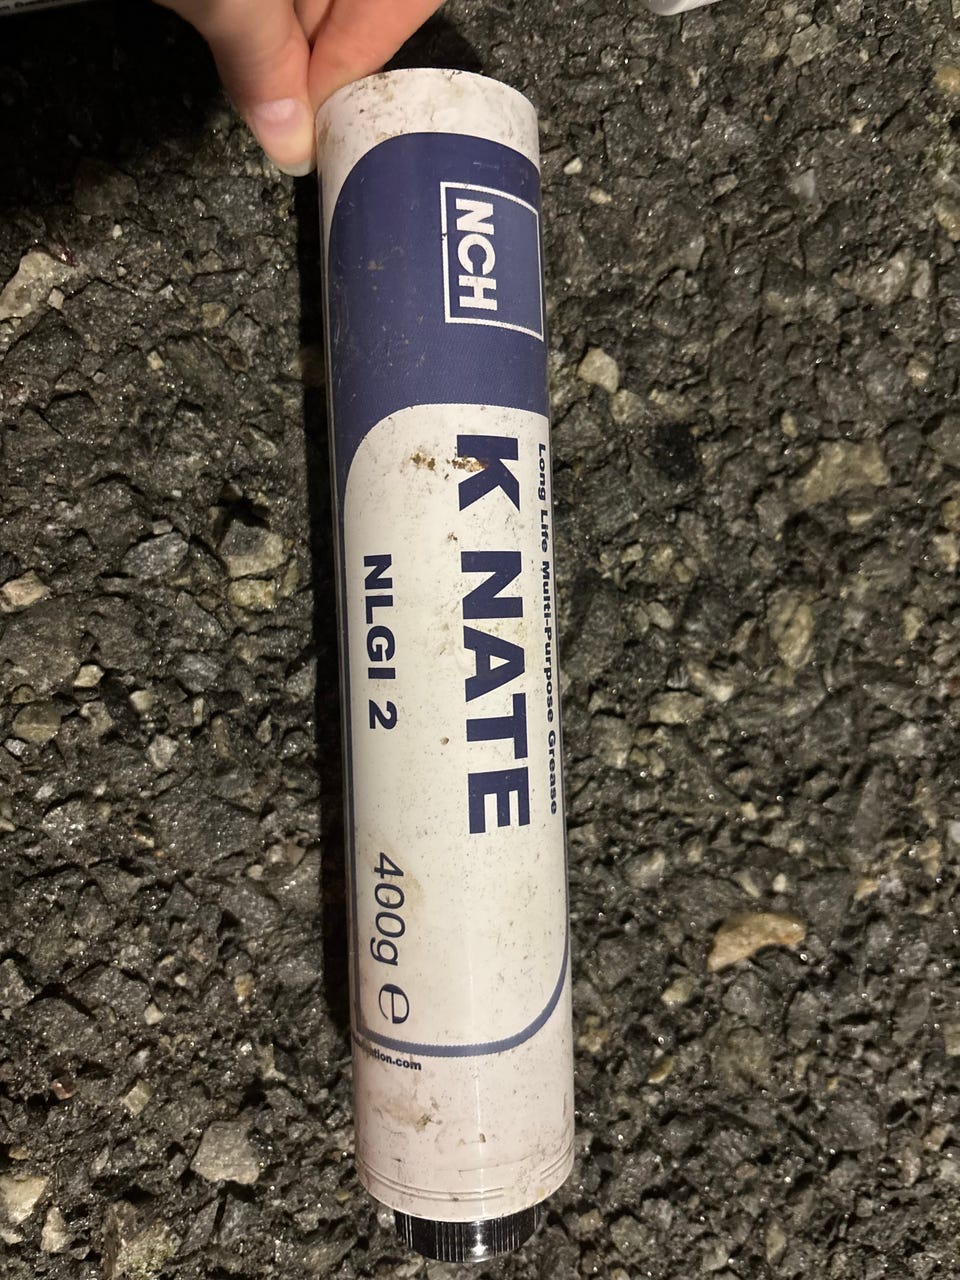 NCH
Long Life Multi-Purpose Grease
K NATE
NLGI 2
400g e